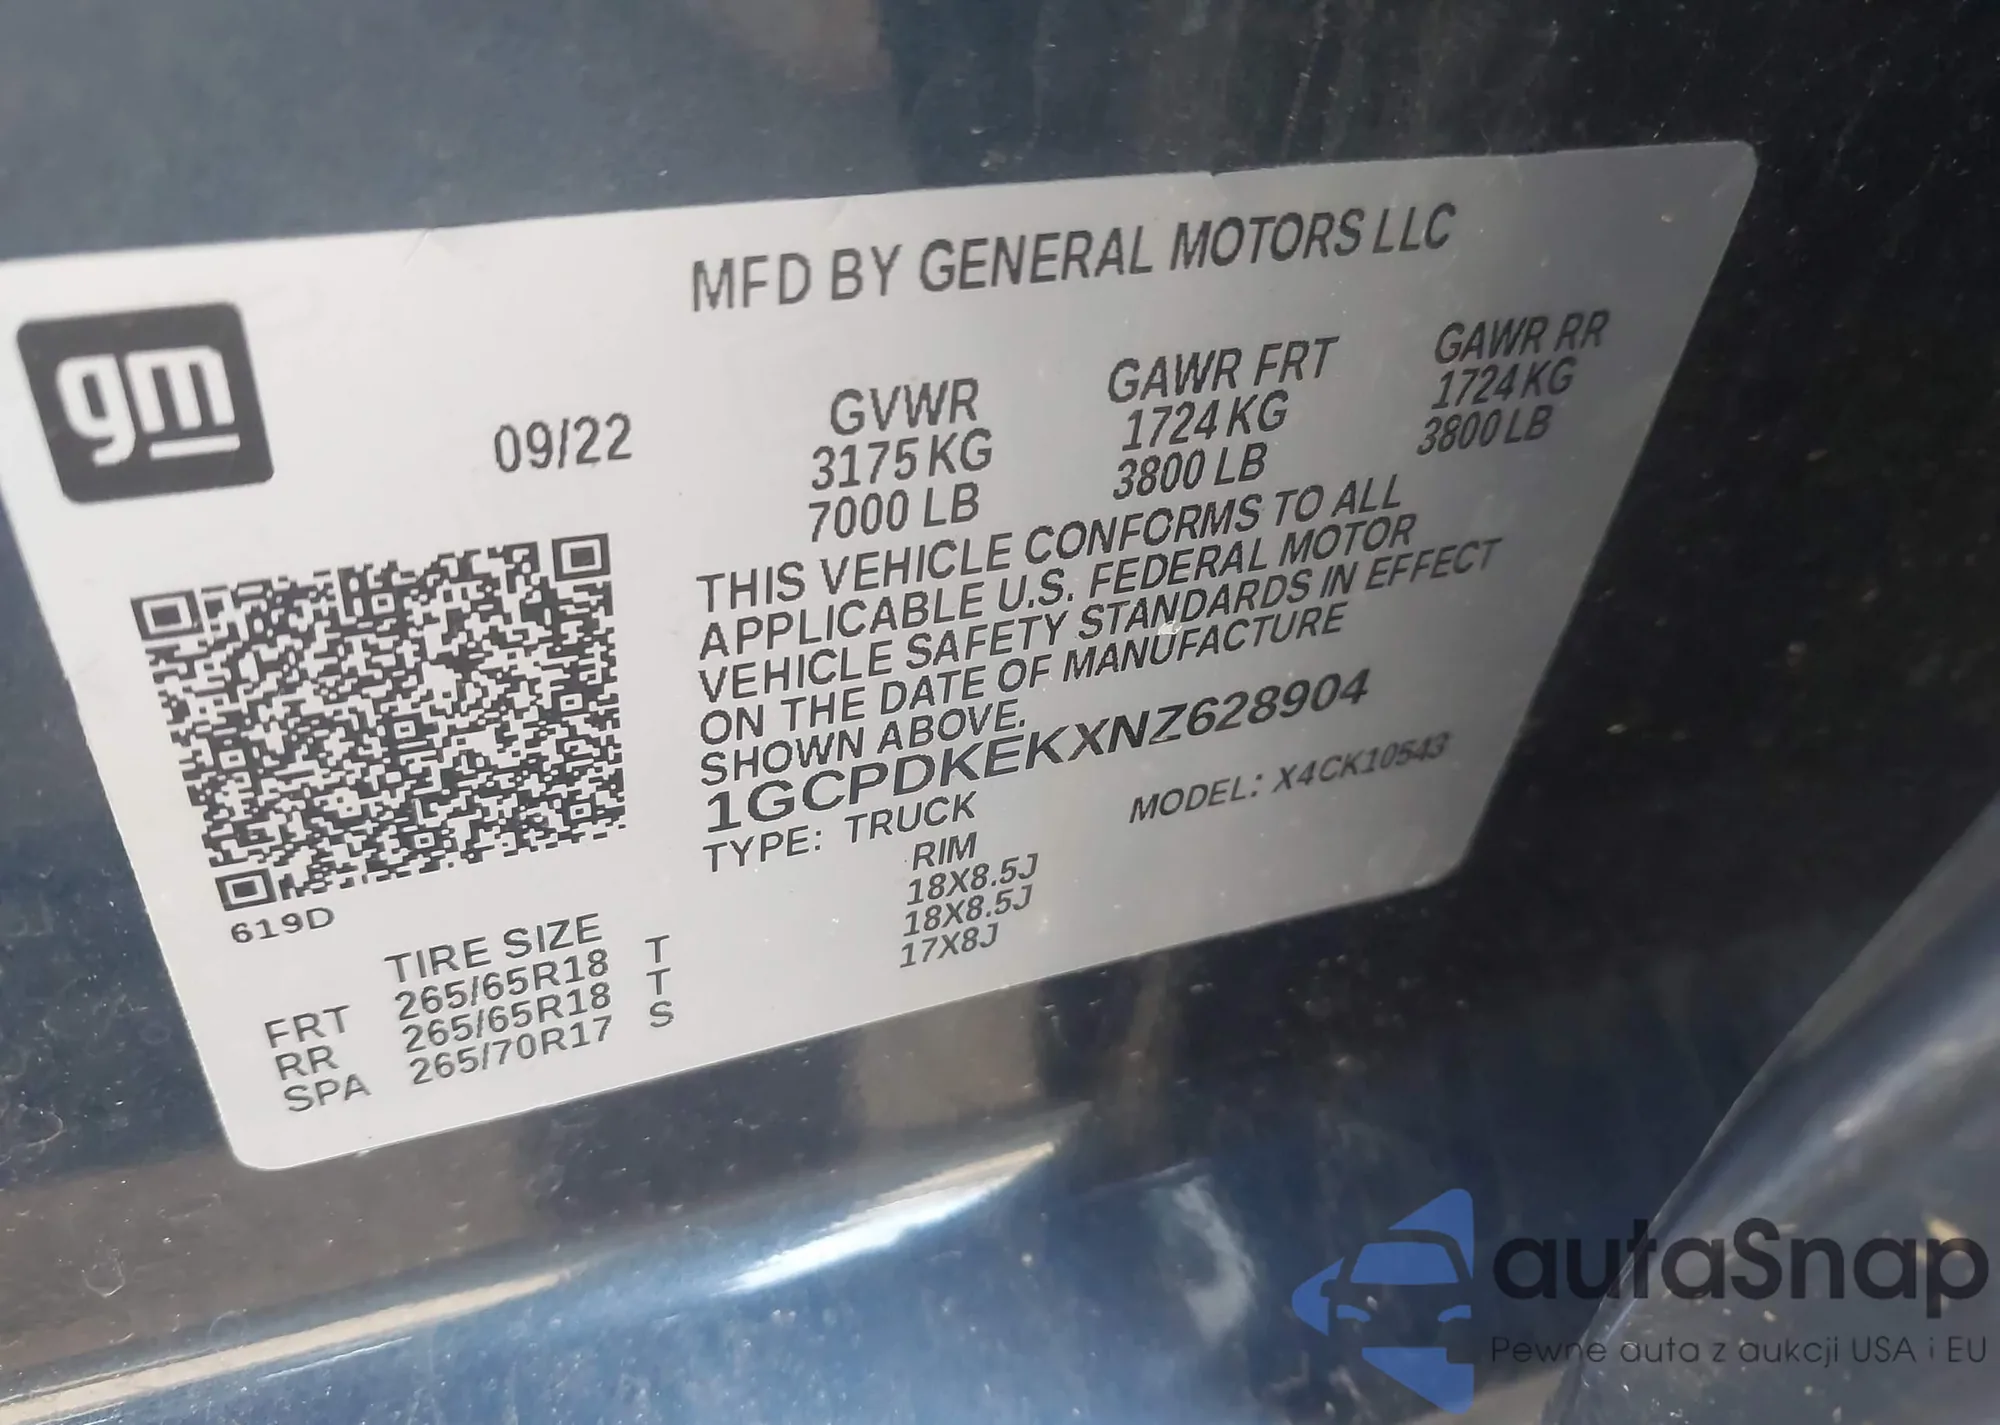 MFD BY GENERAL MOTORS LLC
gm
09/22
GVWR
3175 KG
7000 LB
GAWR FRT
1724 KG
3800 LB
GAWR RR
1724 KG
3800 LB
THIS VEHICLE CONFORMS TO ALL
APPLICABLE U.S. FEDERAL MOTOR
VEHICLE SAFETY STANDARDS IN EFFECT
ON THE DATE OF MANUFACTURE
SHOWN ABOVE.
1GCPDKEKXNZ628904
TYPE: TRUCK MODEL: X4CK10543
619D
TIRE SIZE RIM
FRT 265/65R18 T 18X8.5J
RR 265/65R18 T 18X8.5J
SPA 265/70R17 S 17X8J
autaSnap
Pewne auta z aukcji USA i EU